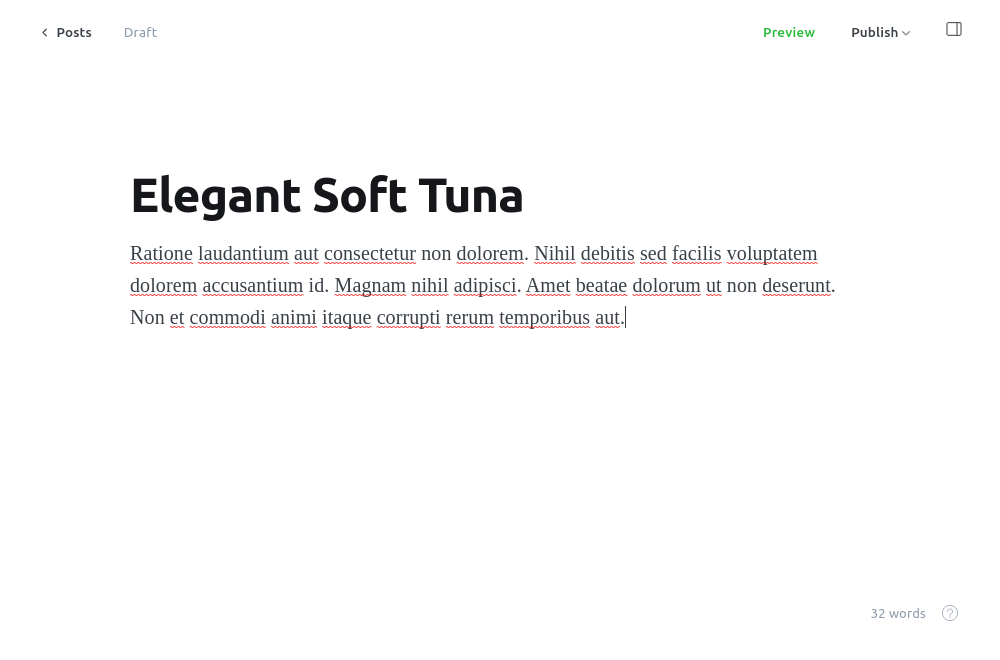 Posts Draft Preview Publish
Elegant Soft Tuna
Ratione laudantium aut consectetur non dolorem. Nihil debitis sed facilis voluptatem
dolorem accusantium id. Magnam nihil adipisci. Amet beatae dolorum ut non deserunt.
Non et commodi animi itaque corrupti rerum temporibus aut.
32 words ?